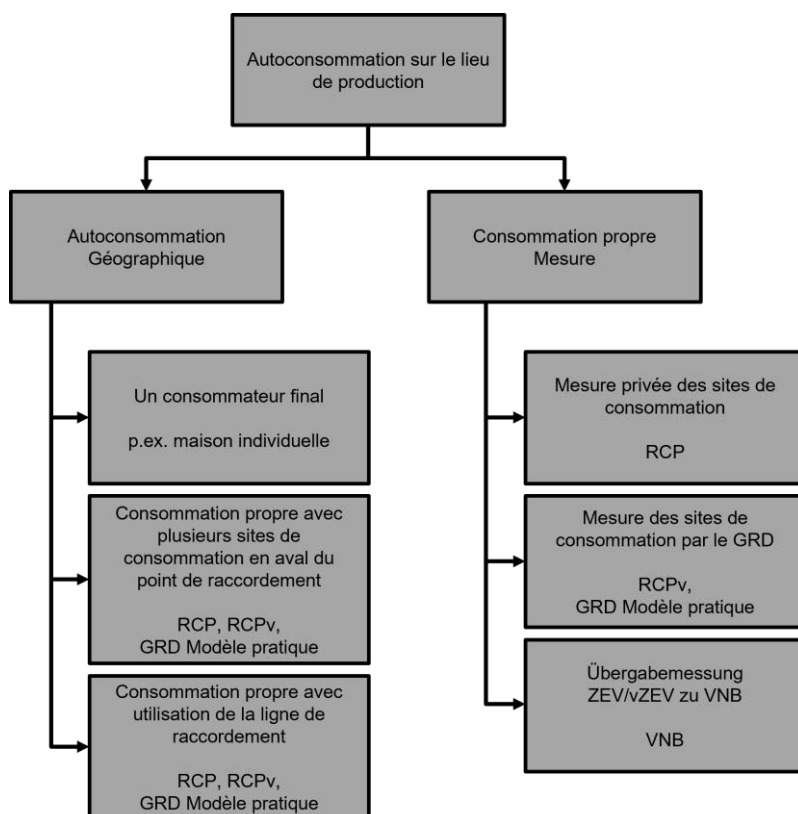 Autoconsommation sur le lieu
de production
Autoconsommation
Géographique
Consommation propre
Mesure
Un consommateur final
p.ex. maison individuelle
Consommation propre avec
plusieurs sites de
consommation en aval du
point de raccordement
RCP, RCPv,
GRD Modèle pratique
Consommation propre avec
utilisation de la ligne de
raccordement
RCP, RCPv,
GRD Modèle pratique
Mesure privée des sites de
consommation
RCP
Mesure des sites de
consommation par le GRD
RCPv,
GRD Modèle pratique
Übergabemessung
ZEV/vZEV zu VNB
VNB